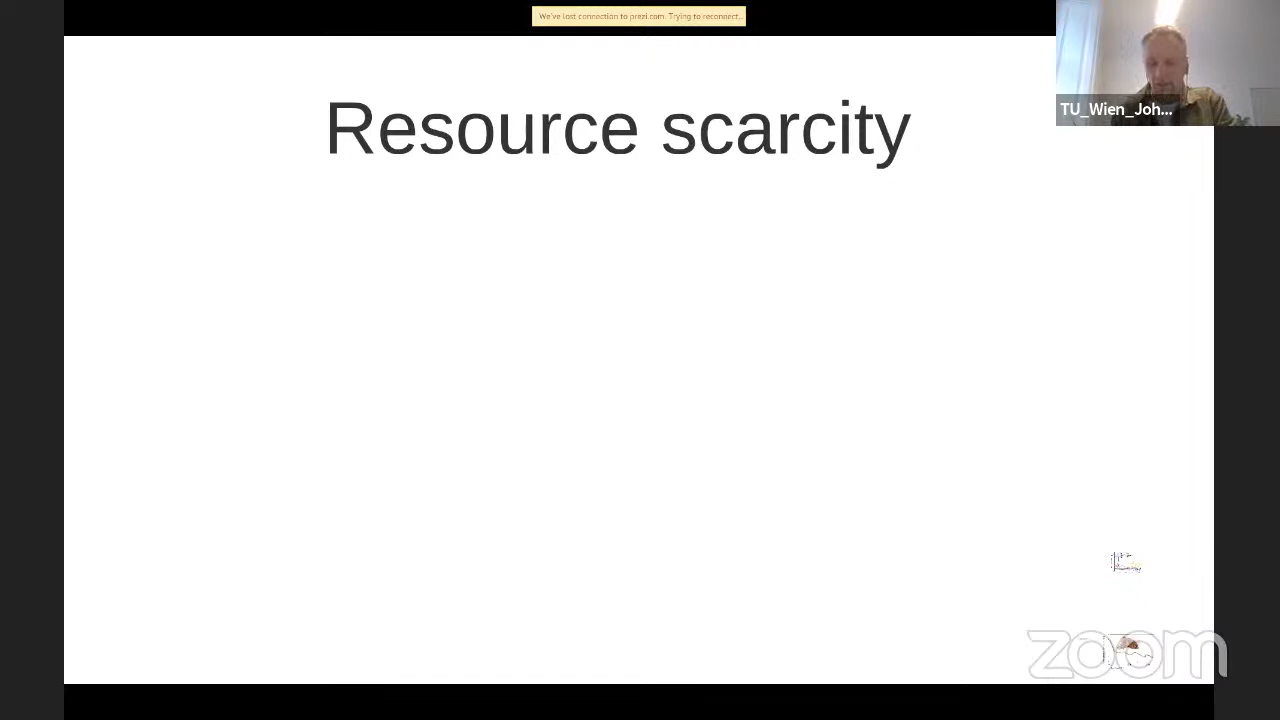 We've lost connection to prezi.com. Trying to reconnect...
TU_Wien_Joh...
Resource scarcity
zoom